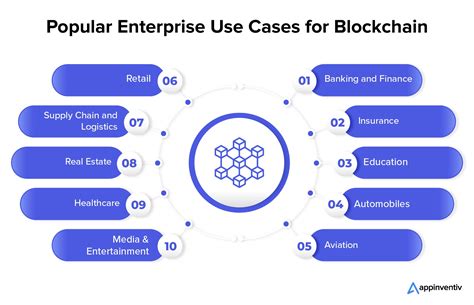 Popular Enterprise Use Cases for Blockchain
Retail 06
Supply Chain and
Logistics 07
Real Estate 08
Healthcare 09
Media &
Entertainment 10
01 Banking and Finance
02 Insurance
03 Education
04 Automobiles
05 Aviation
appinventiv